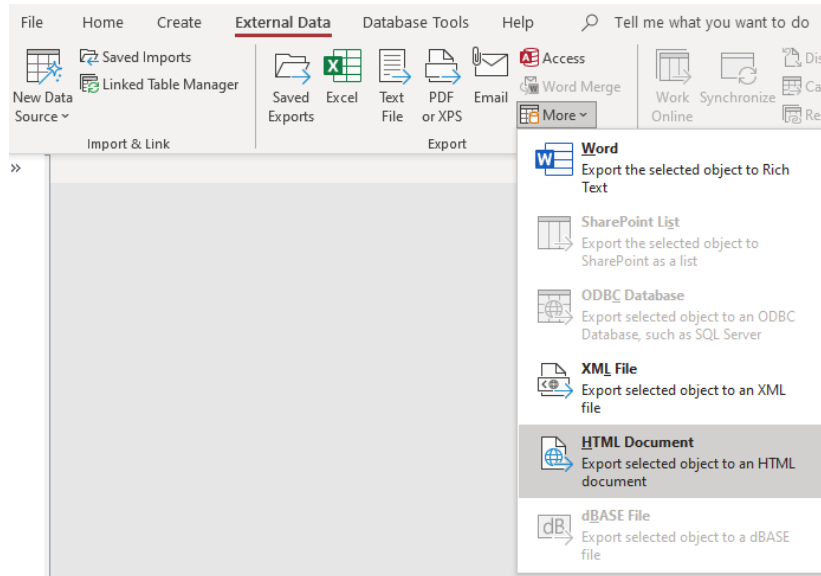 File Home Create External Data Database Tools Help Tell me what you want to do
Saved Imports
Linked Table Manager
New Data
Source
Import & Link
Saved
Exports
Excel
Text
File
PDF
or XPS
Email
Access
Word Merge
More
Export
Work
Online
Synchronize
Dis
Ca
Re
»
Word
Export the selected object to Rich
Text
SharePoint List
Export the selected object to
SharePoint as a list
ODBC Database
Export selected object to an ODBC
Database, such as SQL Server
XML File
Export selected object to an XML
file
HTML Document
Export selected object to an HTML
document
dB
dBASE File
Export selected object to a dBASE
file